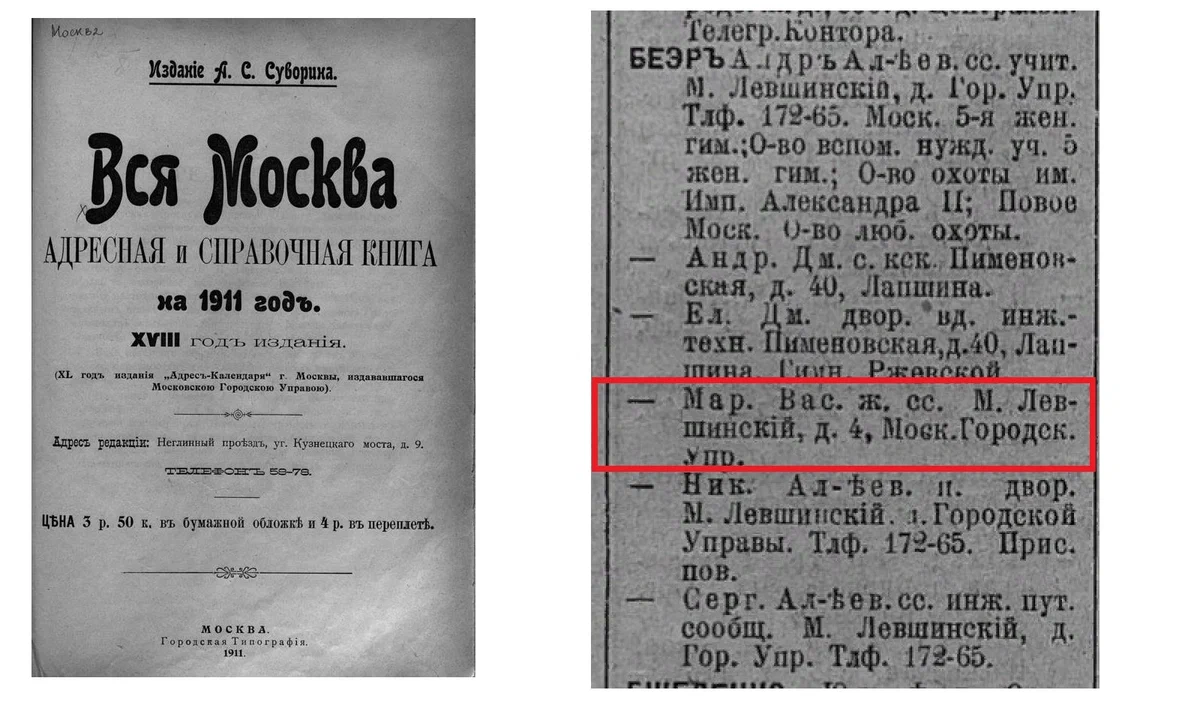 Москва
Изданіе А. С. Суворина.
Вся Москва
АДРЕСНАЯ и СПРАВОЧНАЯ КНИГА
на 1911 годъ.
XVIII годъ изданія.
(XL годъ изданія „Адресъ-Календаря“ г. Москвы, издававшагося
Московскою Городскою Управою).
Адресъ редакціи: Неглинный проѣздъ, уг. Кузнецкаго моста, д. 9.
ТЕЛЕФОНЪ 58-78.
ЦѢНА 3 р. 50 к. въ бумажной обложкѣ и 4 р. въ переплетѣ.
МОСКВА.
Городская Типографія.
1911.
Телегр.Контора.
БЕЭРЪ Алдръ Ал-ѣев. сс. учит.
М. Левшинскій, д. Гор. Упр.
Тлф. 172-65. Моск. 5-я жен.
гим.; О-во вспом. нужд. уч. 5
жен. гим.; О-во охоты им.
Имп. Александра II; Новое
Моск. О-во люб. охоты.
— Андр. Дм. с. кск. Пименов-
ская, д. 40, Лапшина.
— Ел. Дм. двор. вд. инж.-
техн. Пименовская, д.40, Лап-
шина. Гимн. Ржевской
— Мар. Вас. ж. сс. М. Лев-
шинскій, д. 4, Моск.Городск.
Упр.
— Ник. Ал-ѣев. п. двор.
М. Левшинскій. д. Городской
Управы. Тлф. 172-65. Прис.
пов.
— Серг. Ал-ѣев. сс. инж. пут.
сообщ. М. Левшинскій, д.
Гор. Упр. Тлф. 172-65.